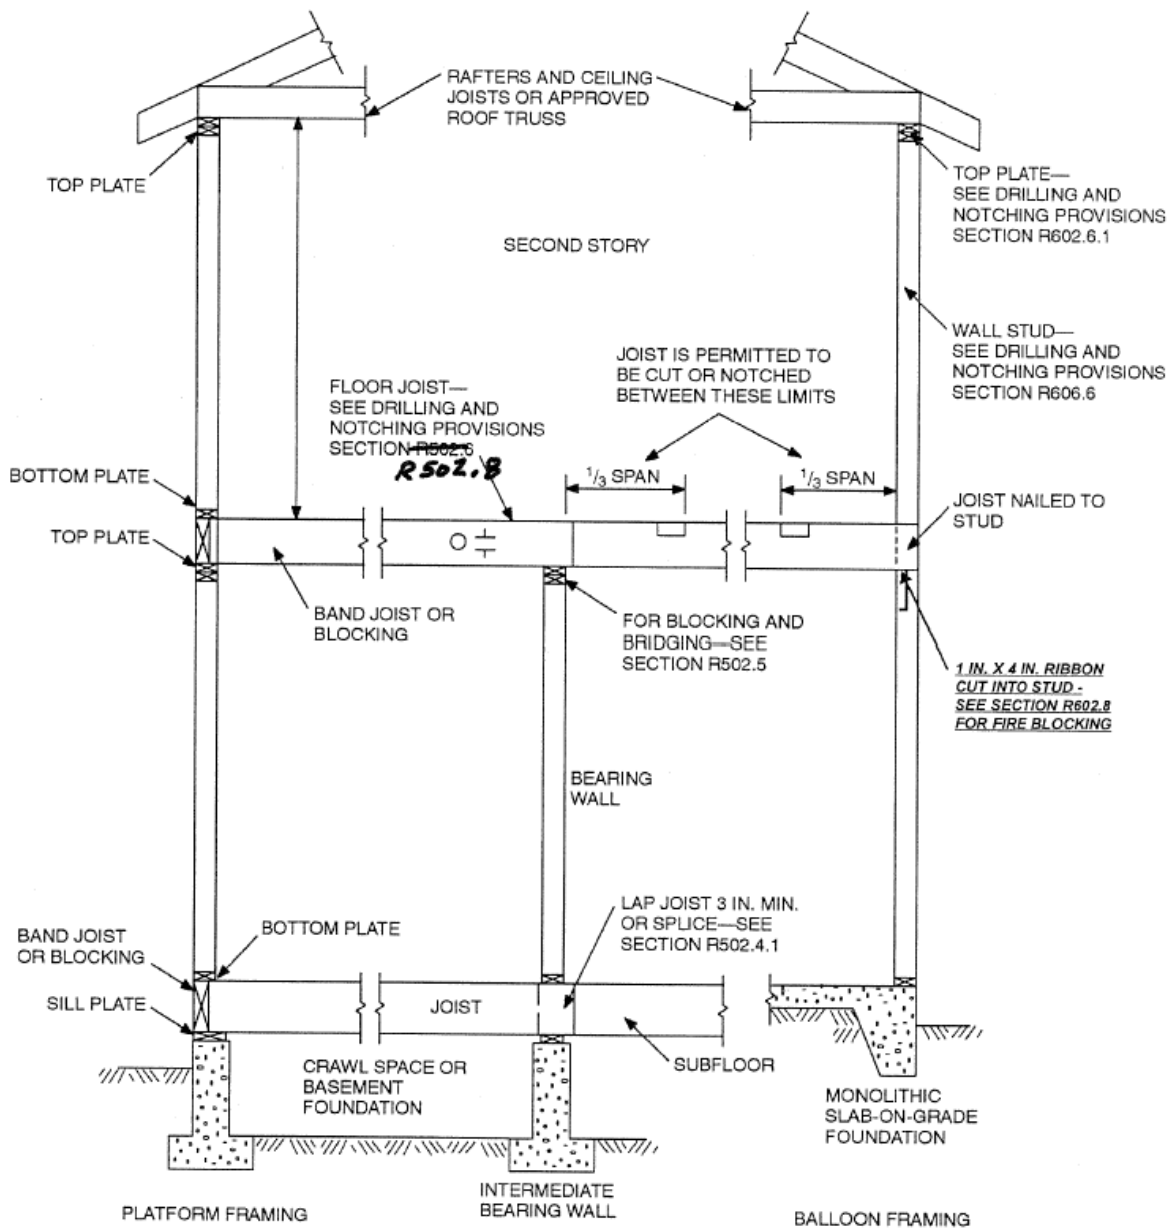 RAFTERS AND CEILING
JOISTS OR APPROVED
ROOF TRUSS
TOP PLATE
TOP PLATE—
SEE DRILLING AND
NOTCHING PROVISIONS
SECTION R602.6.1
SECOND STORY
WALL STUD—
SEE DRILLING AND
NOTCHING PROVISIONS
SECTION R606.6
JOIST IS PERMITTED TO
BE CUT OR NOTCHED
BETWEEN THESE LIMITS
FLOOR JOIST—
SEE DRILLING AND
NOTCHING PROVISIONS
SECTION R502.6
R502.8
1/3 SPAN
1/3 SPAN
BOTTOM PLATE
JOIST NAILED TO
STUD
TOP PLATE
BAND JOIST OR
BLOCKING
FOR BLOCKING AND
BRIDGING—SEE
SECTION R502.5
1 IN. X 4 IN. RIBBON
CUT INTO STUD -
SEE SECTION R602.8
FOR FIRE BLOCKING
BEARING
WALL
LAP JOIST 3 IN. MIN.
OR SPLICE—SEE
SECTION R502.4.1
BOTTOM PLATE
BAND JOIST
OR BLOCKING
SILL PLATE
JOIST
SUBFLOOR
CRAWL SPACE OR
BASEMENT
FOUNDATION
MONOLITHIC
SLAB-ON-GRADE
FOUNDATION
INTERMEDIATE
BEARING WALL
PLATFORM FRAMING
BALLOON FRAMING